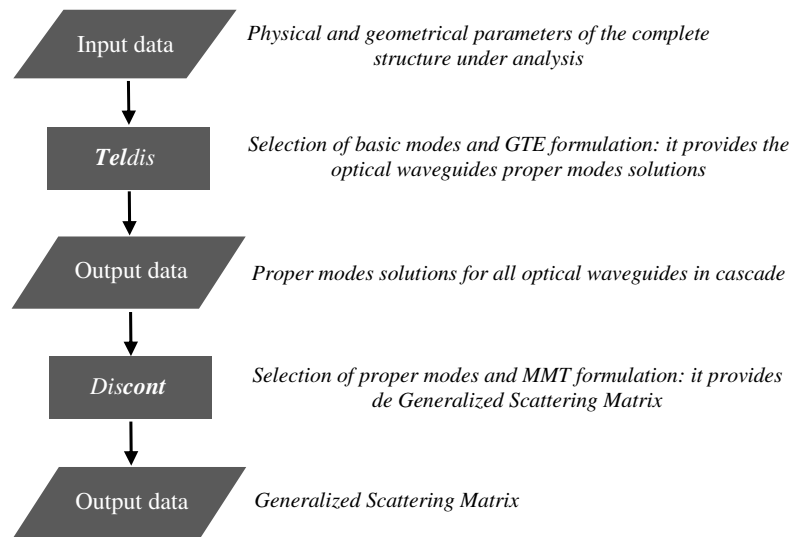 Input data
Physical and geometrical parameters of the complete
structure under analysis
Teldis
Selection of basic modes and GTE formulation: it provides the
optical waveguides proper modes solutions
Output data
Proper modes solutions for all optical waveguides in cascade
Discont
Selection of proper modes and MMT formulation: it provides
de Generalized Scattering Matrix
Output data
Generalized Scattering Matrix